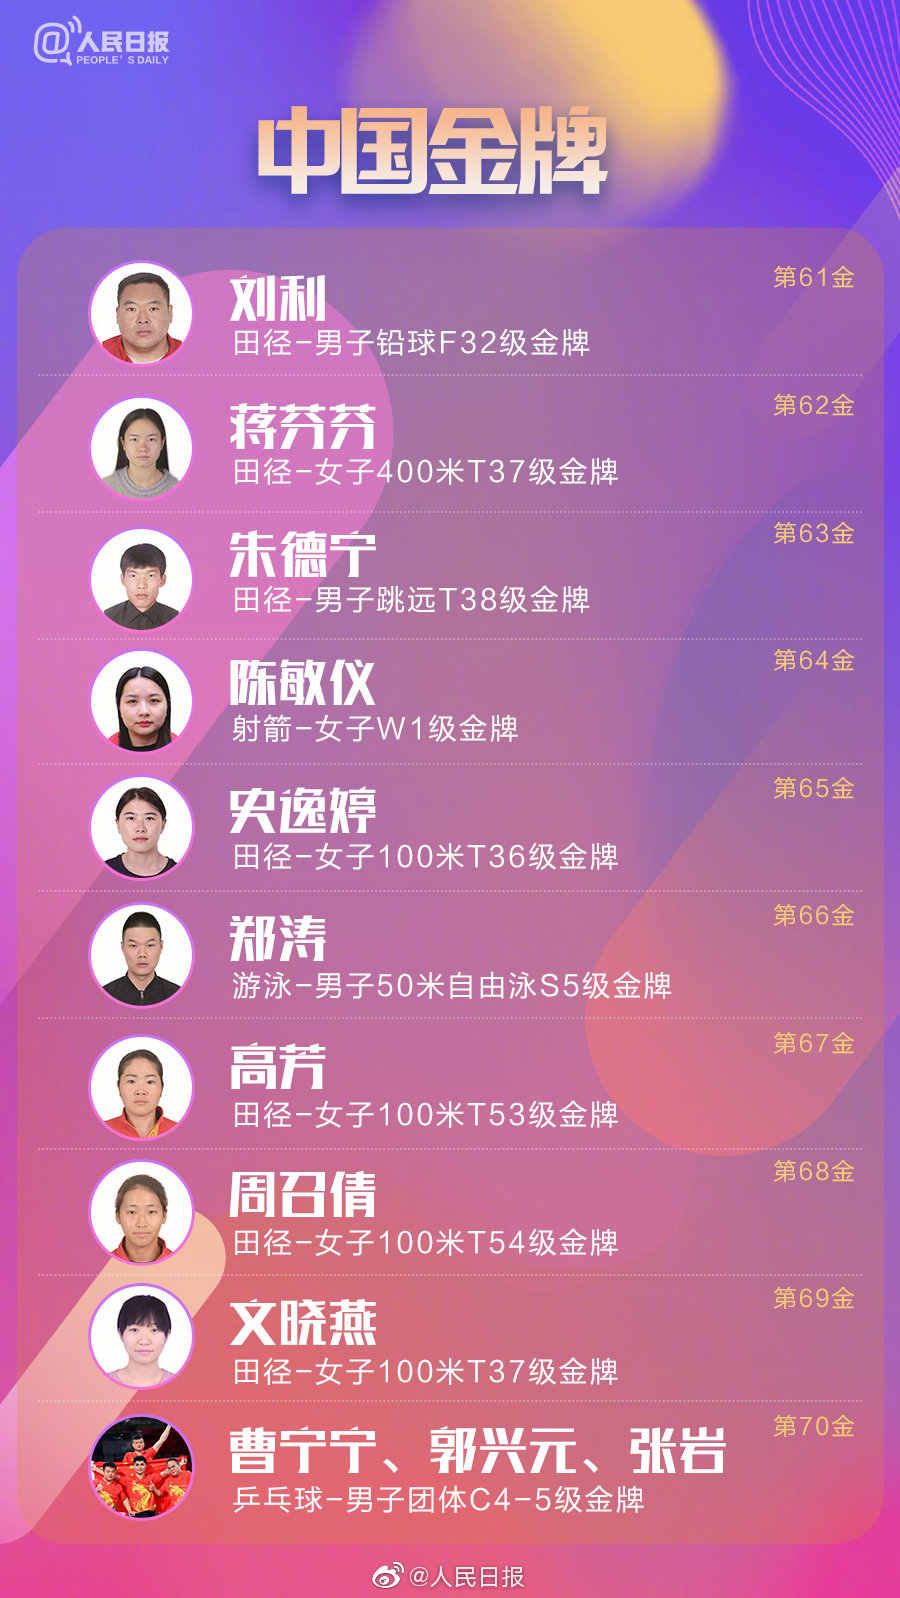 @人民日报
PEOPLE'S DAILY
中国金牌
第61金
刘利
田径-男子铅球F32级金牌
第62金
蒋芬芬
田径-女子400米T37级金牌
第63金
朱德宁
田径-男子跳远T38级金牌
第64金
陈敏仪
射箭-女子W1级金牌
第65金
史逸婷
田径-女子100米T36级金牌
第66金
郑涛
游泳-男子50米自由泳S5级金牌
第67金
高芳
田径-女子100米T53级金牌
第68金
周召倩
田径-女子100米T54级金牌
第69金
文晓燕
田径-女子100米T37级金牌
第70金
曹宁宁、郭兴元、张岩
乒乓球-男子团体C4-5级金牌
@人民日报